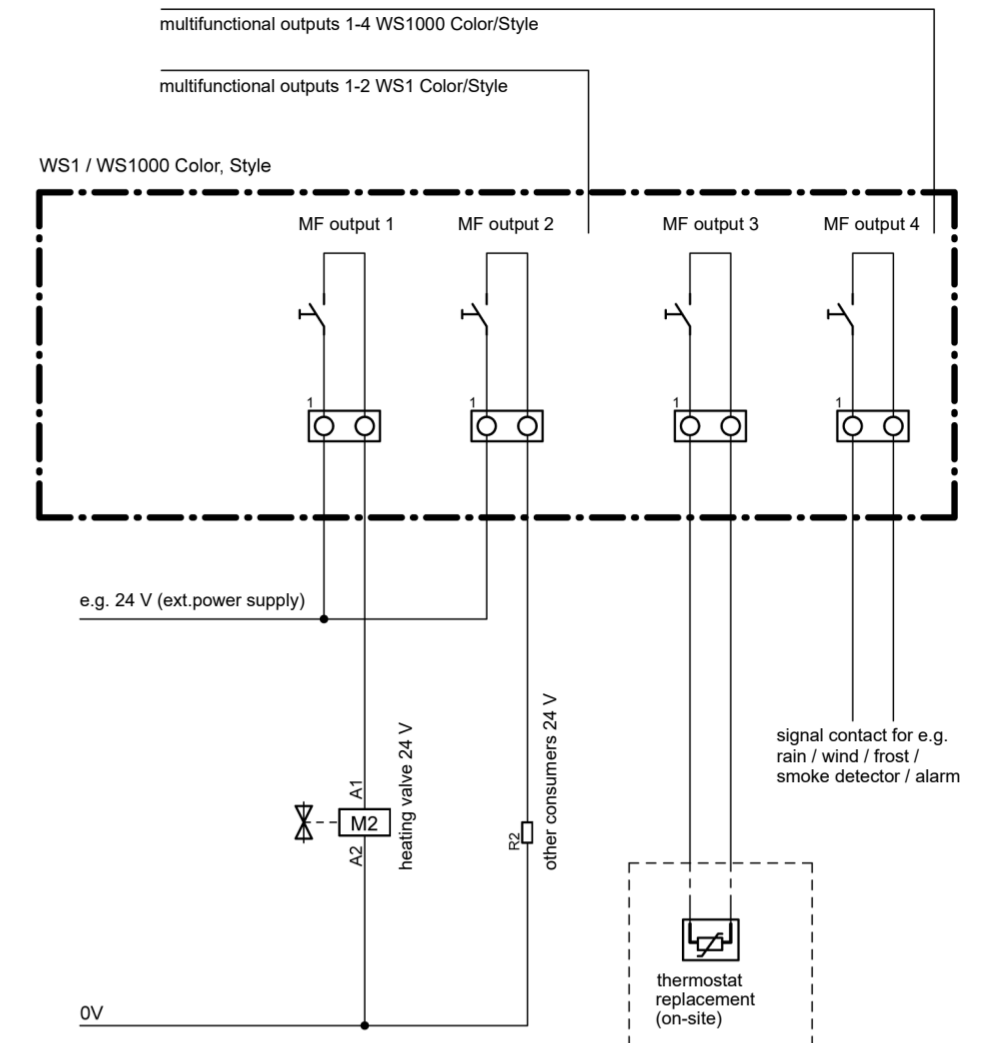 multifunctional outputs 1-4 WS1000 Color/Style
multifunctional outputs 1-2 WS1 Color/Style
WS1 / WS1000 Color, Style
MF output 1
MF output 2
MF output 3
MF output 4
1
1
1
1
e.g. 24 V (ext.power supply)
A1
M2
A2
heating valve 24 V
R2
other consumers 24 V
signal contact for e.g.
rain / wind / frost /
smoke detector / alarm
thermostat
replacement
(on-site)
0V